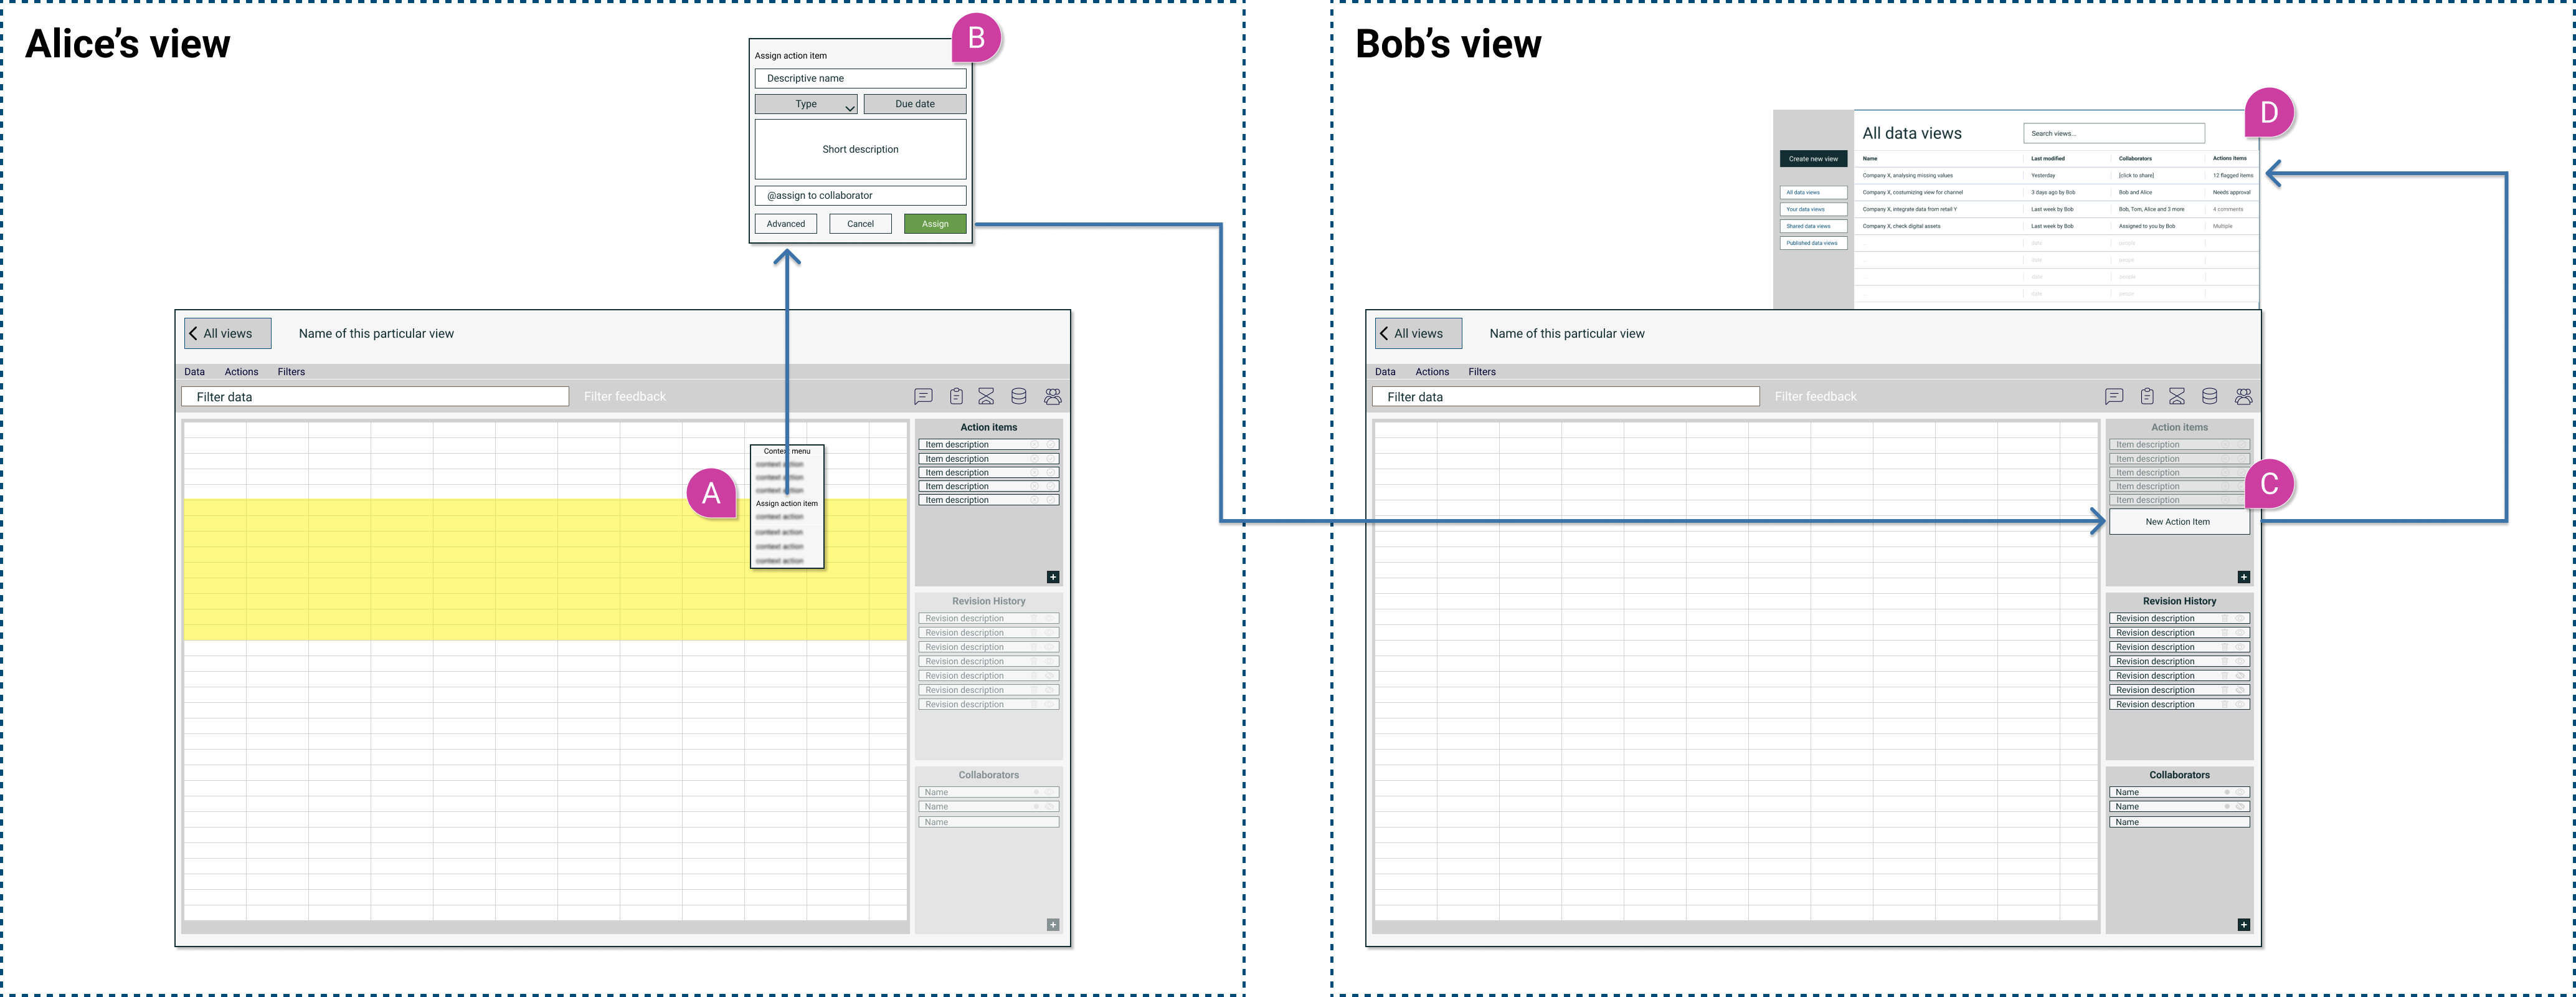 Alice's view
B
Assign action item
Descriptive name
Type
Due date
Short description
@assign to collaborator
Advanced
Cancel
Assign
All views
Name of this particular view
Data
Actions
Filters
Filter data
Filter feedback
A
Context menu
context action
context action
context action
Assign action item
context action
context action
context action
context action
Action items
Item description
Item description
Item description
Item description
Item description
Revision History
Revision description
Revision description
Revision description
Revision description
Revision description
Revision description
Revision description
Collaborators
Name
Name
Name
Bob's view
D
All data views
Search views...
Create new view
All data views
Your data views
Shared data views
Published data views
Name Last modified Collaborators Actions items
Company X, analysing missing values Yesterday [click to share] 12 flagged items
Company X, costumizing view for channel 3 days ago by Bob Bob and Alice Needs approval
Company X, integrate data from retail Y Last week by Bob Bob, Tom, Alice and 3 more 4 comments
Company X, check digital assets Last week by Bob Assigned to you by Bob Multiple
date people
date people
date people
date people
All views
Name of this particular view
Data
Actions
Filters
Filter data
Filter feedback
C
Action items
Item description
Item description
Item description
Item description
Item description
New Action Item
Revision History
Revision description
Revision description
Revision description
Revision description
Revision description
Revision description
Revision description
Collaborators
Name
Name
Name